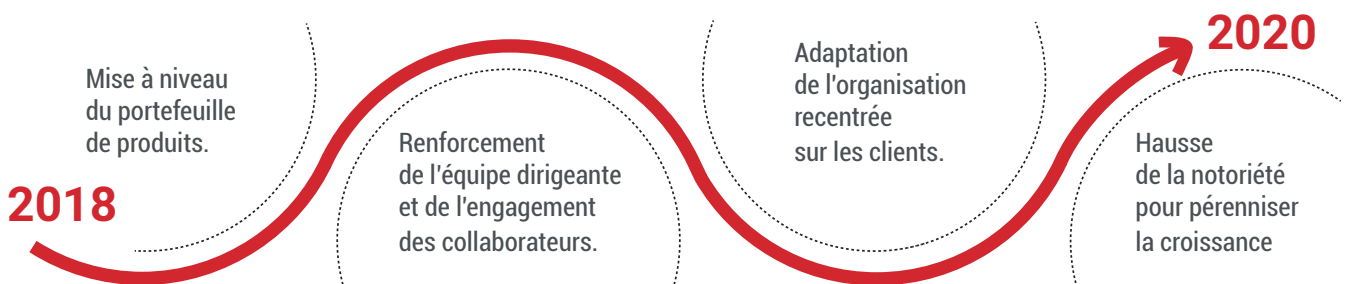 2018
Mise à niveau
du portefeuille
de produits.
Renforcement
de l'équipe dirigeante
et de l'engagement
des collaborateurs.
Adaptation
de l'organisation
recentrée
sur les clients.
2020
Hausse
de la notoriété
pour pérenniser
la croissance